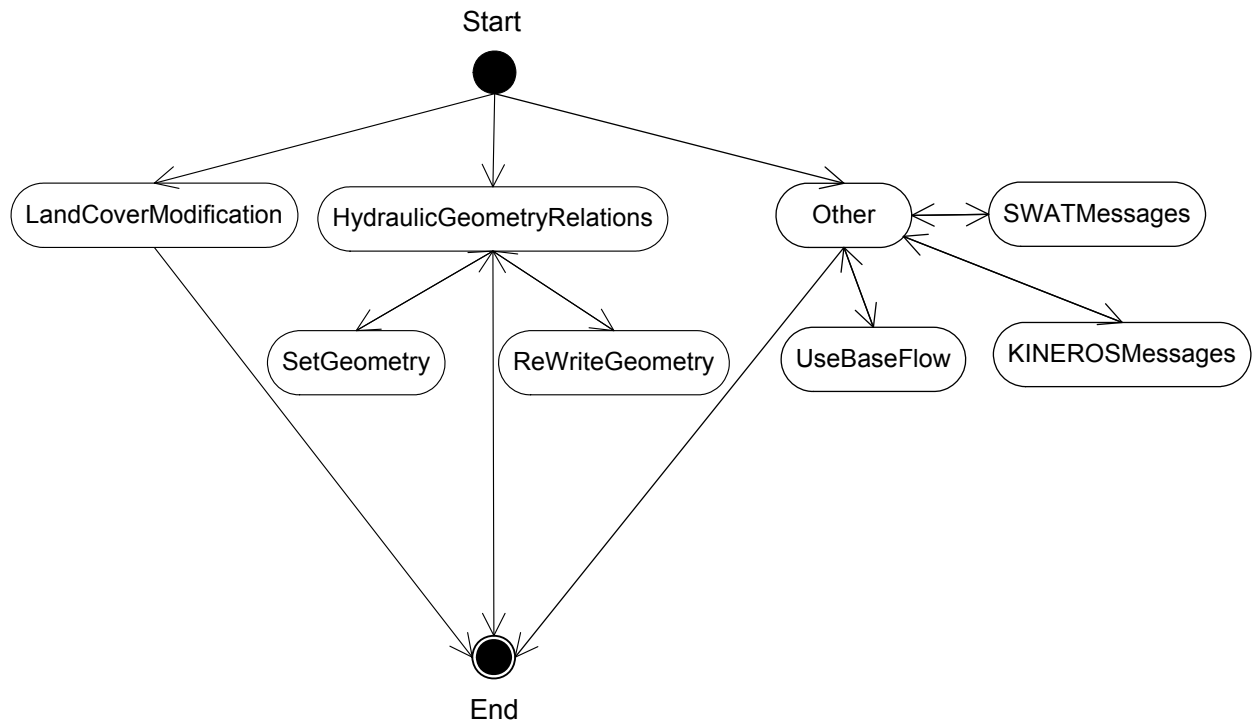 Start
LandCoverModification
HydraulicGeometryRelations
Other
SWATMessages
SetGeometry
ReWriteGeometry
UseBaseFlow
KINEROSMessages
End